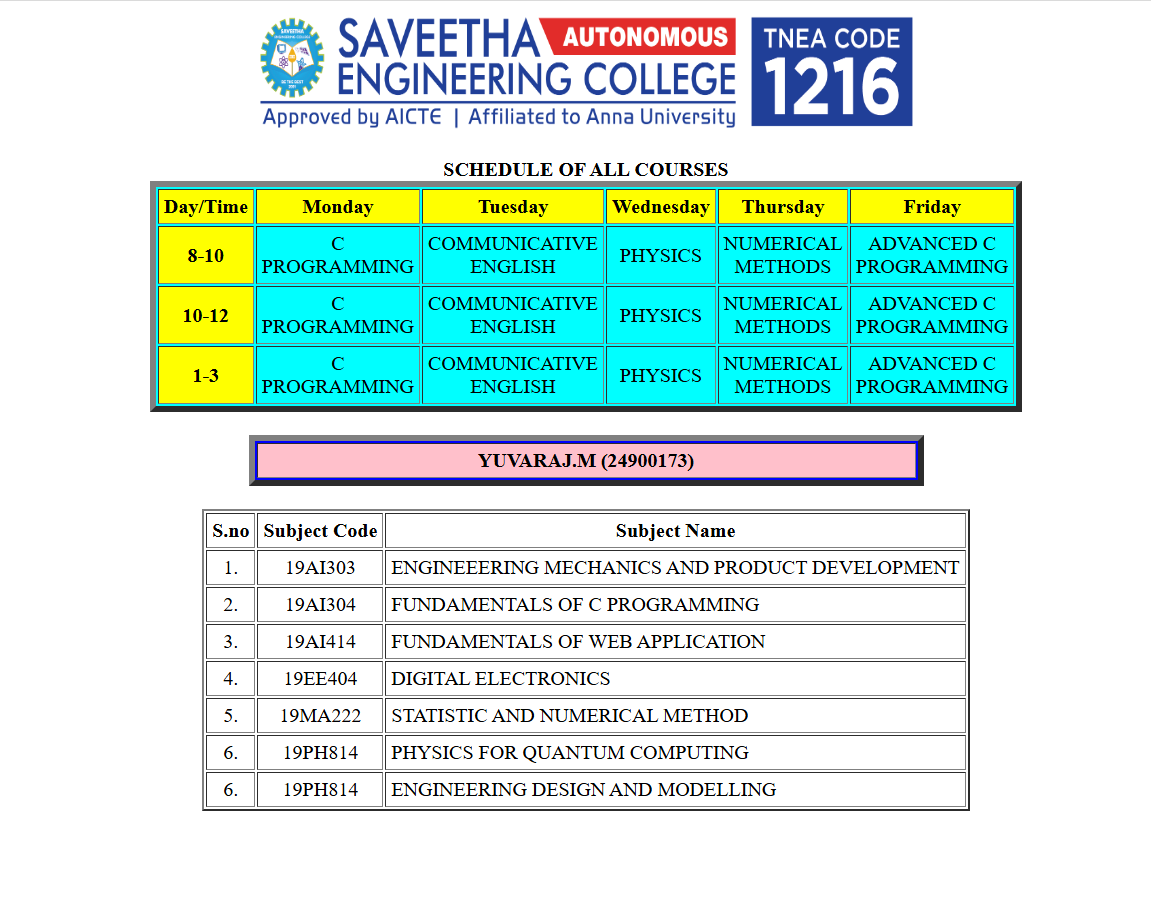 SAVEETHA AUTONOMOUS
ENGINEERING COLLEGE
Approved by AICTE | Affiliated to Anna University
TNEA CODE
1216
SCHEDULE OF ALL COURSES
Day/Time Monday Tuesday Wednesday Thursday Friday
8-10 C PROGRAMMING COMMUNICATIVE ENGLISH PHYSICS NUMERICAL METHODS ADVANCED C PROGRAMMING
10-12 C PROGRAMMING COMMUNICATIVE ENGLISH PHYSICS NUMERICAL METHODS ADVANCED C PROGRAMMING
1-3 C PROGRAMMING COMMUNICATIVE ENGLISH PHYSICS NUMERICAL METHODS ADVANCED C PROGRAMMING
YUVARAJ.M (24900173)
S.no Subject Code Subject Name
1. 19AI303 ENGINEEERING MECHANICS AND PRODUCT DEVELOPMENT
2. 19AI304 FUNDAMENTALS OF C PROGRAMMING
3. 19AI414 FUNDAMENTALS OF WEB APPLICATION
4. 19EE404 DIGITAL ELECTRONICS
5. 19MA222 STATISTIC AND NUMERICAL METHOD
6. 19PH814 PHYSICS FOR QUANTUM COMPUTING
6. 19PH814 ENGINEERING DESIGN AND MODELLING